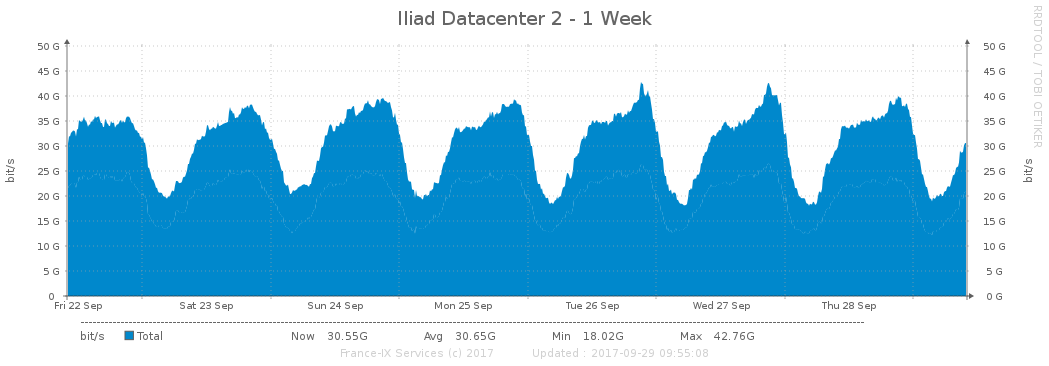 Iliad Datacenter 2 - 1 Week
RRDTOOL / TOBI OETIKER
bit/s
50 G
45 G
40 G
35 G
30 G
25 G
20 G
15 G
10 G
5 G
0
50 G
45 G
40 G
35 G
30 G
25 G
20 G
15 G
10 G
5 G
0 G
bit/s
Fri 22 Sep Sat 23 Sep Sun 24 Sep Mon 25 Sep Tue 26 Sep Wed 27 Sep Thu 28 Sep
bit/s Total Now 30.55G Avg 30.65G Min 18.02G Max 42.76G
France-IX Services (c) 2017 Updated : 2017-09-29 09:55:08